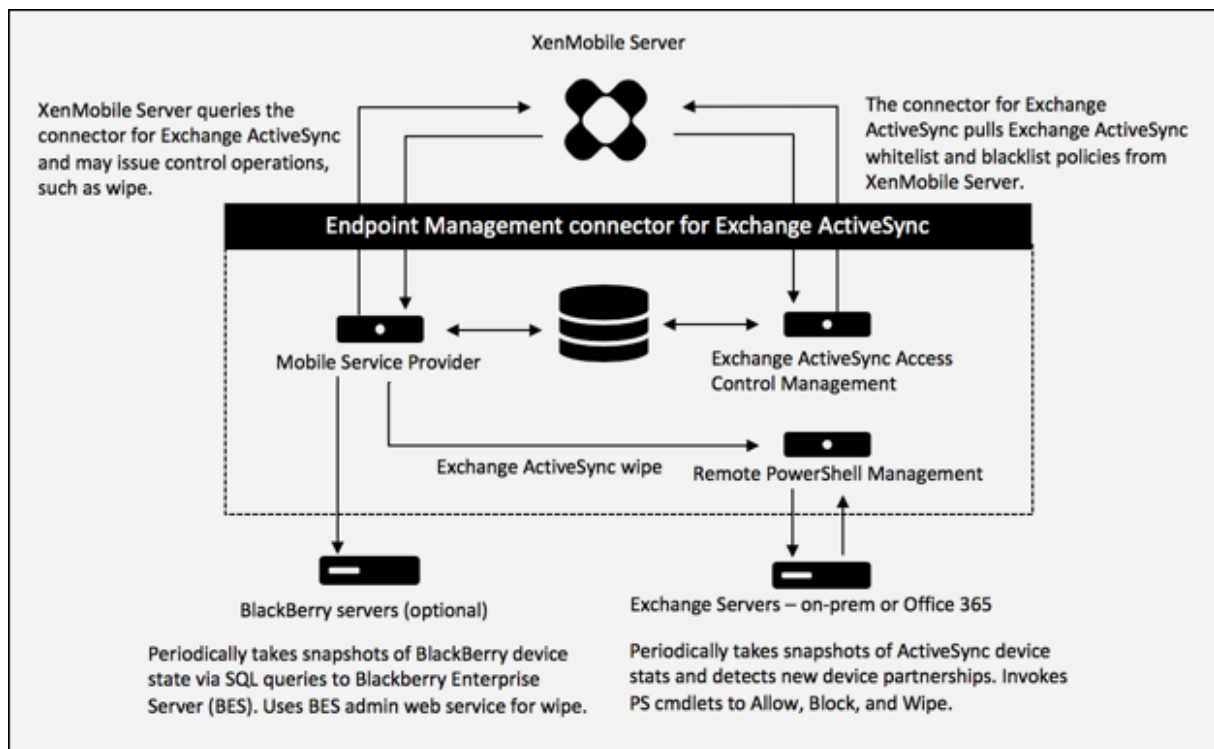 XenMobile Server
XenMobile Server queries the
connector for Exchange ActiveSync
and may issue control operations,
such as wipe.
The connector for Exchange
ActiveSync pulls Exchange ActiveSync
whitelist and blacklist policies from
XenMobile Server.
Endpoint Management connector for Exchange ActiveSync
Mobile Service Provider
Exchange ActiveSync Access
Control Management
Exchange ActiveSync wipe
Remote PowerShell Management
BlackBerry servers (optional)
Periodically takes snapshots of BlackBerry device
state via SQL queries to Blackberry Enterprise
Server (BES). Uses BES admin web service for wipe.
Exchange Servers – on-prem or Office 365
Periodically takes snapshots of ActiveSync device
stats and detects new device partnerships. Invokes
PS cmdlets to Allow, Block, and Wipe.